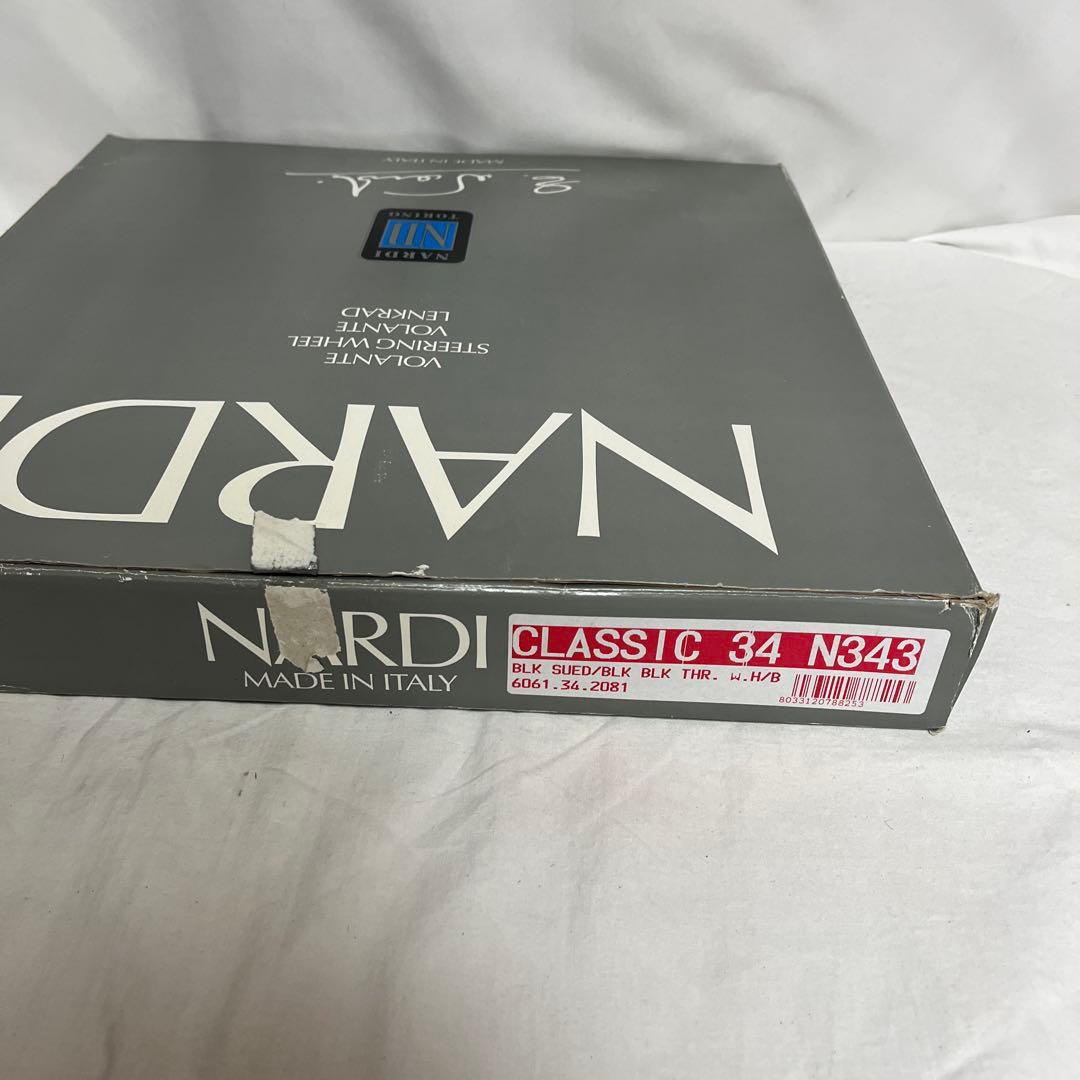 MADE IN ITALY
NARDI
TORINO
VOLANTE
STEERING WHEEL
VOLANTE
LENKRAD
NARDI
NARDI
MADE IN ITALY
CLASSIC 34 N343
BLK SUED/BLK BLK THR. w.H/B
6061.34.2081
8033120788253